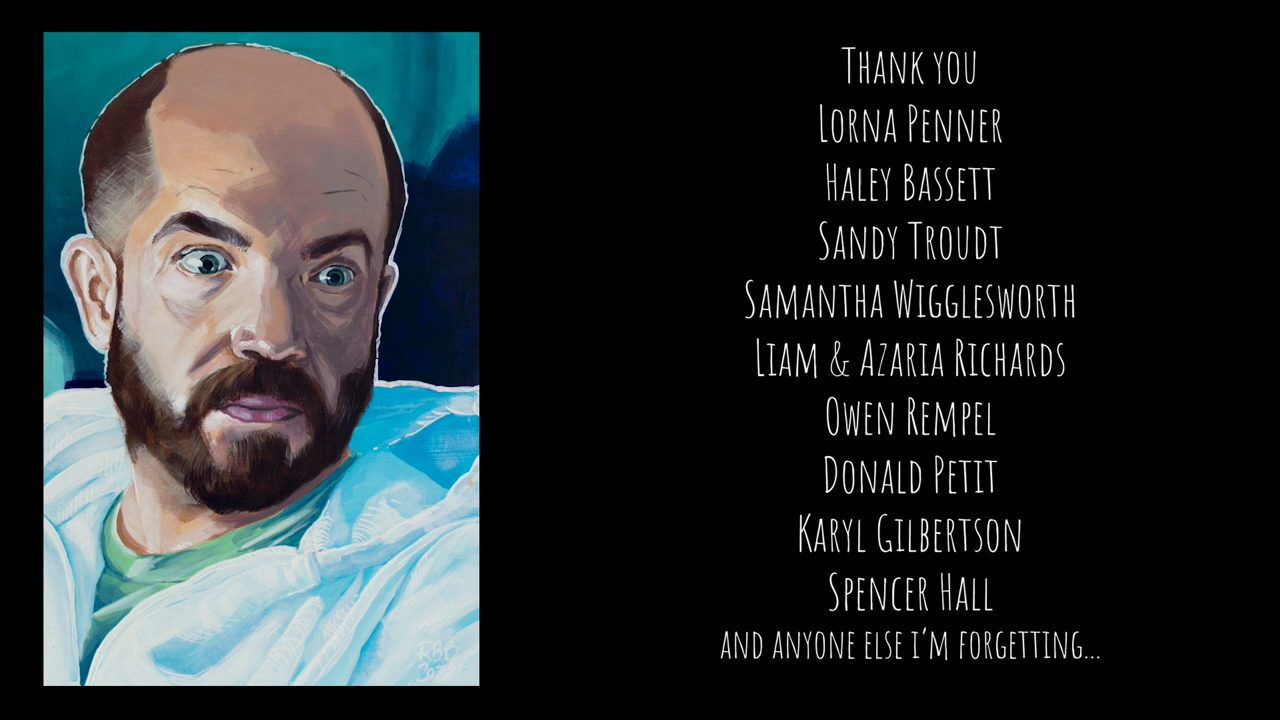 Thank you
Lorna Penner
Haley Bassett
Sandy Troudt
Samantha Wigglesworth
Liam & Azaria Richards
Owen Rempel
Donald Petit
Karyl Gilbertson
Spencer Hall
and anyone else I'm forgetting...